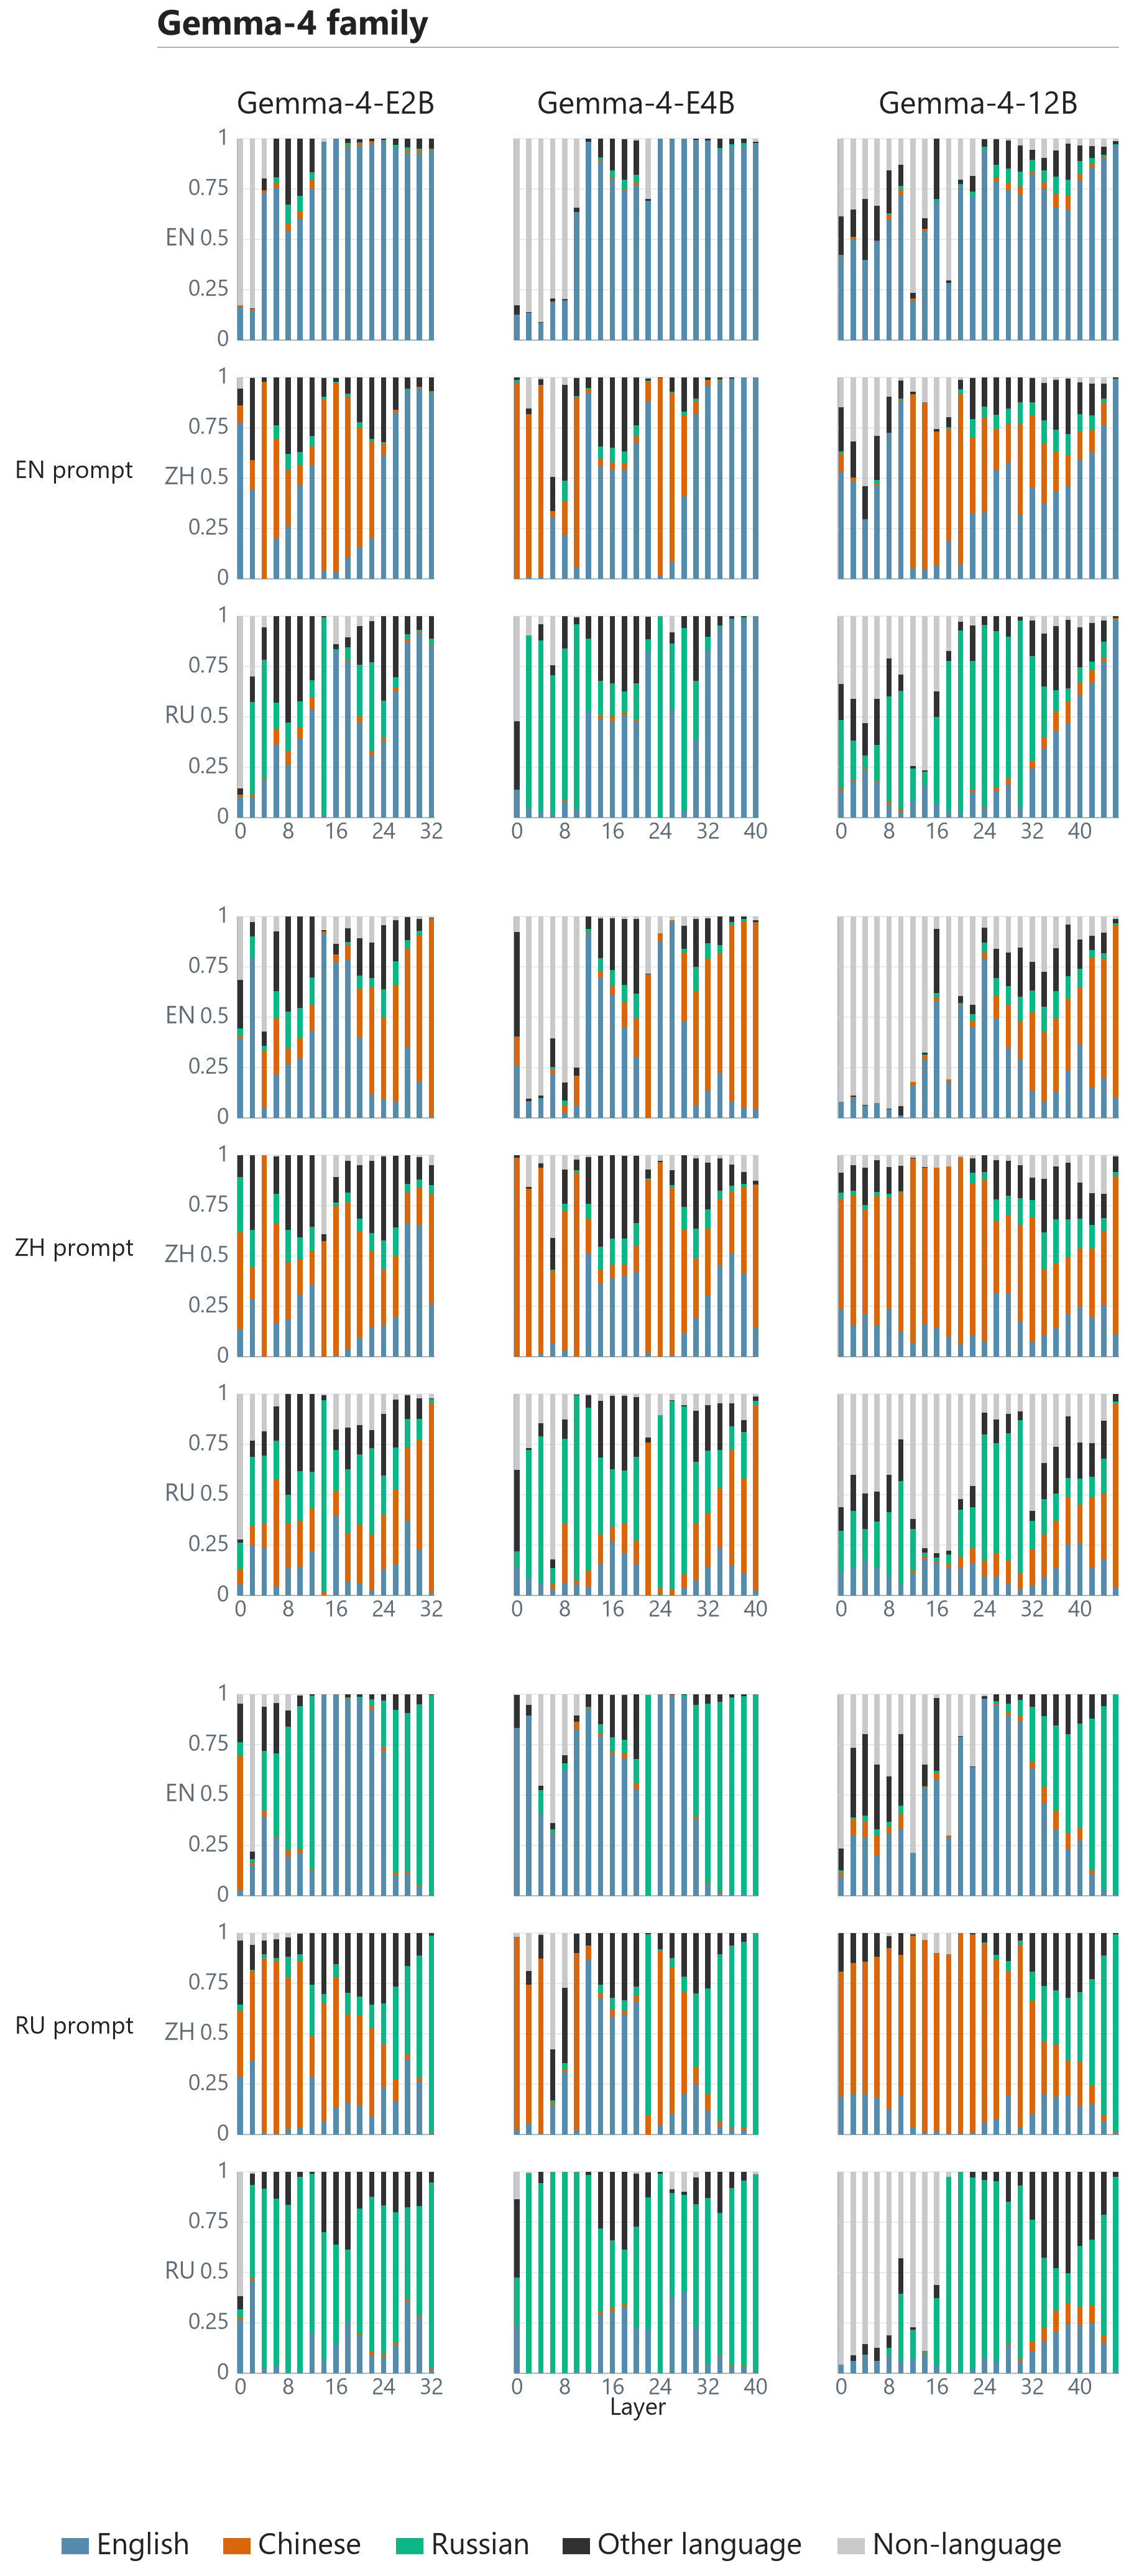 Gemma-4 family
Gemma-4-E2B Gemma-4-E4B Gemma-4-12B
1
0.75
EN 0.5
0.25
0
1
0.75
EN prompt ZH 0.5
0.25
0
1
0.75
RU 0.5
0.25
0
0 8 16 24 32 0 8 16 24 32 40 0 8 16 24 32 40
1
0.75
EN 0.5
0.25
0
1
0.75
ZH prompt ZH 0.5
0.25
0
1
0.75
RU 0.5
0.25
0
0 8 16 24 32 0 8 16 24 32 40 0 8 16 24 32 40
1
0.75
EN 0.5
0.25
0
1
0.75
RU prompt ZH 0.5
0.25
0
1
0.75
RU 0.5
0.25
0
0 8 16 24 32 0 8 16 24 32 40 0 8 16 24 32 40
Layer
English Chinese Russian Other language Non-language